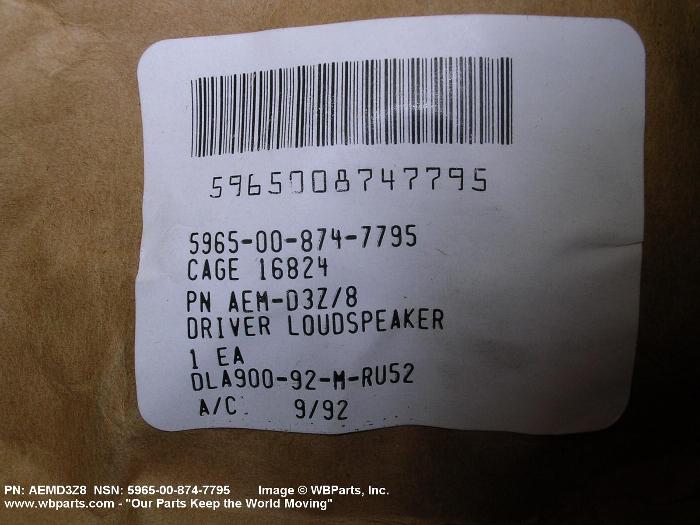 5965008747795
5965-00-874-7795
CAGE 16824
PN AEM-D3Z/8
DRIVER LOUDSPEAKER
1 EA
DLA900-92-M-RU52
A/C 9/92
PN: AEMD3Z8 NSN: 5965-00-874-7795 Image © WBParts, Inc.
www.wbparts.com - "Our Parts Keep the World Moving"